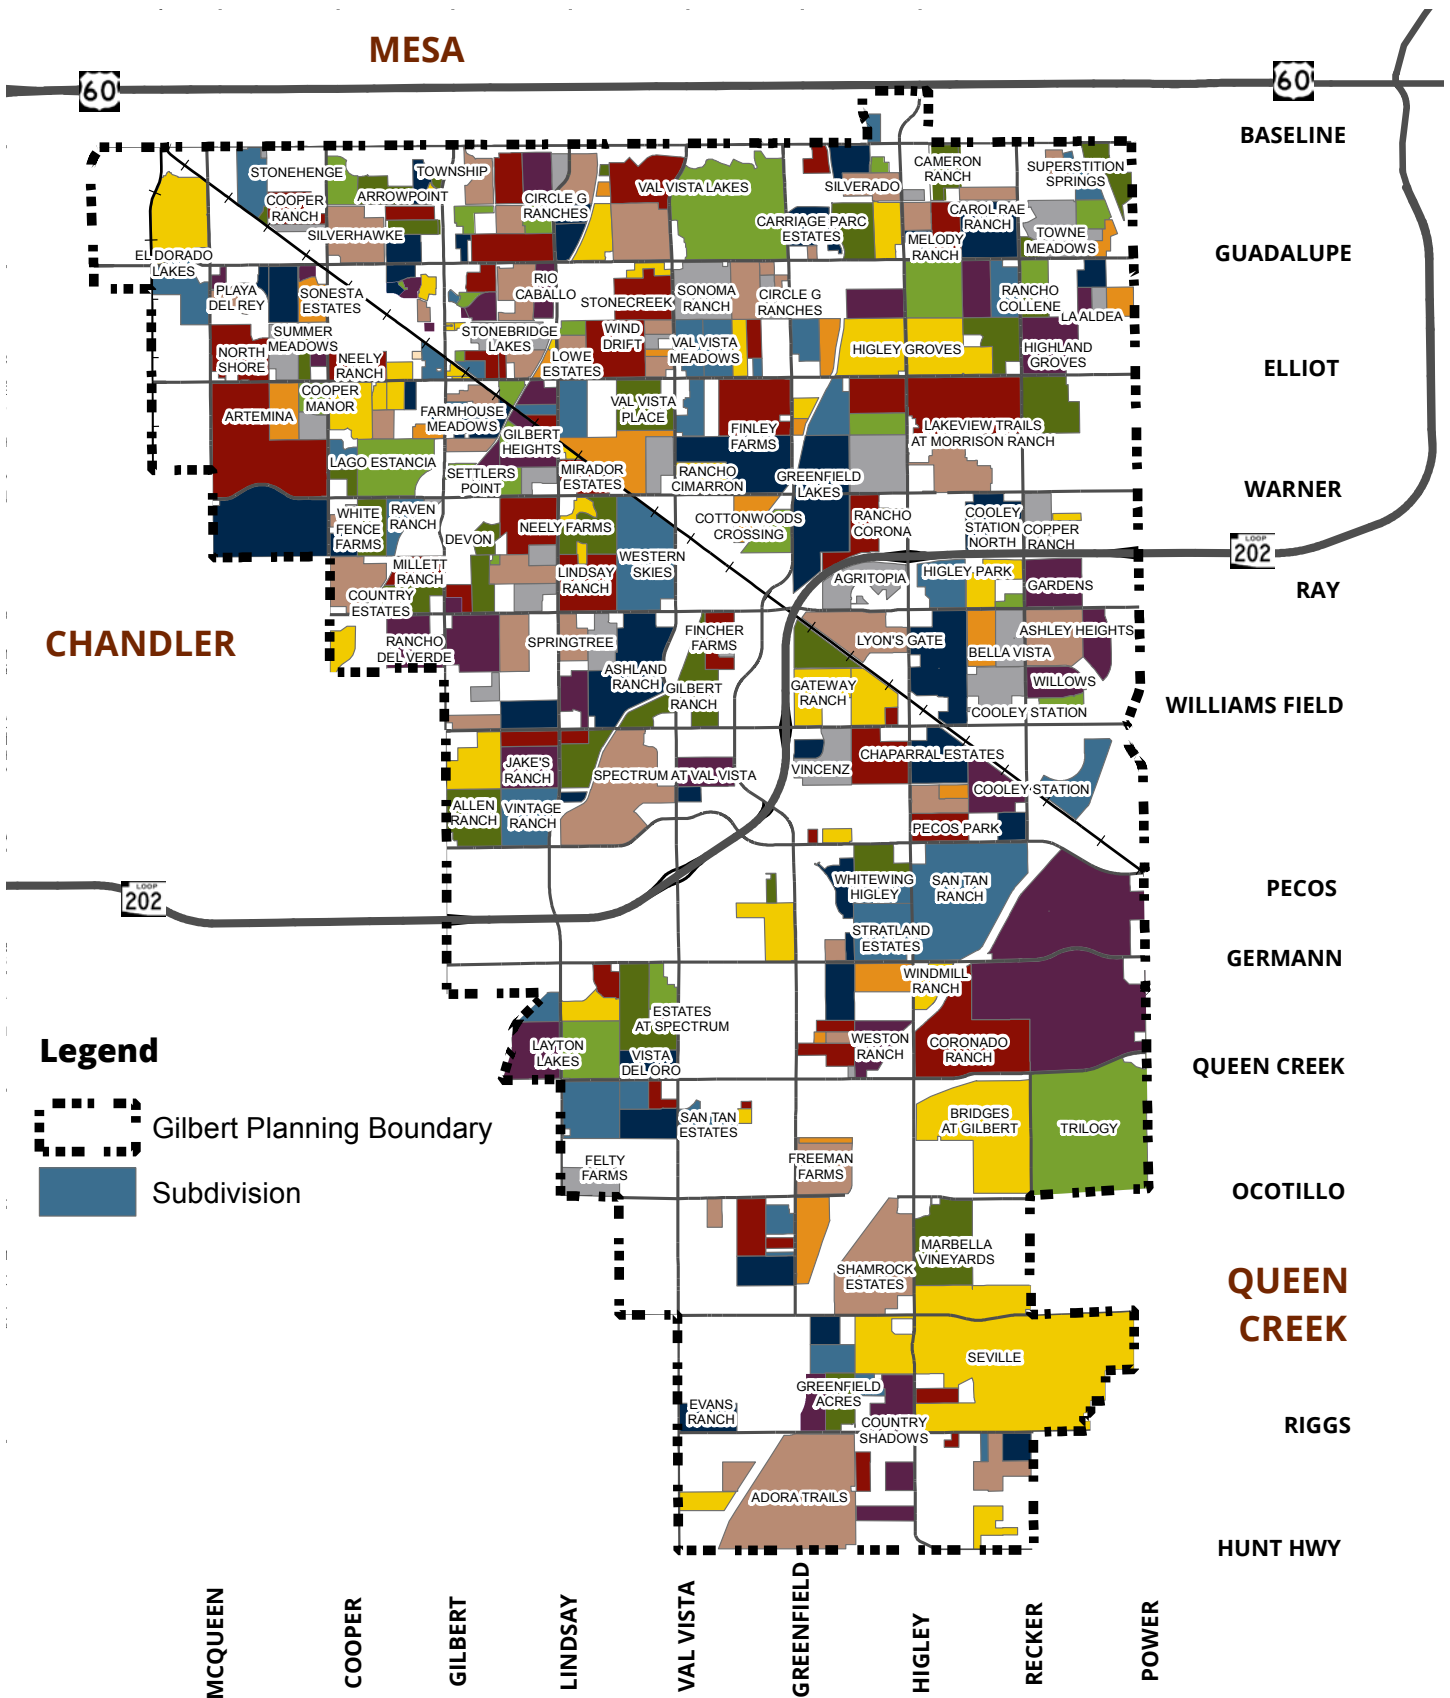 MESA
60
60
BASELINE
GUADALUPE
ELLIOT
WARNER
LOOP
202
RAY
CHANDLER
WILLIAMS FIELD
LOOP
202
PECOS
GERMANN
QUEEN CREEK
OCOTILLO
QUEEN
CREEK
RIGGS
HUNT HWY
STONEHENGE
TOWNSHIP
CAMERON
RANCH
SUPERSTITION
SPRINGS
COOPER
RANCH
ARROWPOINT
CIRCLE G
RANCHES
VAL VISTA LAKES
SILVERADO
SILVERHAWKE
CARRIAGE PARC
ESTATES
CAROL RAE
RANCH
MELODY
RANCH
TOWNE
MEADOWS
EL DORADO
LAKES
PLAYA
DEL REY
SONESTA
ESTATES
RIO
CABALLO
STONECREEK
SONOMA
RANCH
CIRCLE G
RANCHES
RANCHO
COLLENE
LA ALDEA
SUMMER
MEADOWS
NORTH
SHORE
NEELY
RANCH
STONEBRIDGE
LAKES
WIND
DRIFT
LOWE
ESTATES
VAL VISTA
MEADOWS
HIGLEY GROVES
HIGHLAND
GROVES
ARTEMINA
COOPER
MANOR
FARMHOUSE
MEADOWS
VAL VISTA
PLACE
GILBERT
HEIGHTS
FINLEY
FARMS
LAKEVIEW TRAILS
AT MORRISON RANCH
LAGO ESTANCIA
SETTLERS
POINT
MIRADOR
ESTATES
RANCHO
CIMARRON
GREENFIELD
LAKES
WHITE
FENCE
FARMS
RAVEN
RANCH
DEVON
NEELY FARMS
COTTONWOODS
CROSSING
RANCHO
CORONA
COOLEY
STATION
NORTH
COPPER
RANCH
MILLETT
RANCH
COUNTRY
ESTATES
LINDSAY
RANCH
WESTERN
SKIES
AGRITOPIA
HIGLEY PARK
GARDENS
RANCHO
DEL VERDE
SPRINGTREE
FINCHER
FARMS
LYON'S GATE
ASHLEY HEIGHTS
BELLA VISTA
ASHLAND
RANCH
GILBERT
RANCH
GATEWAY
RANCH
WILLOWS
COOLEY STATION
JAKE'S
RANCH
SPECTRUM AT VAL VISTA
VINCENZ
CHAPARRAL ESTATES
COOLEY STATION
ALLEN
RANCH
VINTAGE
RANCH
PECOS PARK
WHITEWING
HIGLEY
SAN TAN
RANCH
STRATLAND
ESTATES
WINDMILL
RANCH
ESTATES
AT SPECTRUM
LAYTON
LAKES
VISTA
DEL ORO
WESTON
RANCH
CORONADO
RANCH
SAN TAN
ESTATES
BRIDGES
AT GILBERT
TRILOGY
FELTY
FARMS
FREEMAN
FARMS
MARBELLA
VINEYARDS
SHAMROCK
ESTATES
SEVILLE
GREENFIELD
ACRES
EVANS
RANCH
COUNTRY
SHADOWS
ADORA TRAILS
Legend
Gilbert Planning Boundary
Subdivision
MCQUEEN
COOPER
GILBERT
LINDSAY
VAL VISTA
GREENFIELD
HIGLEY
RECKER
POWER